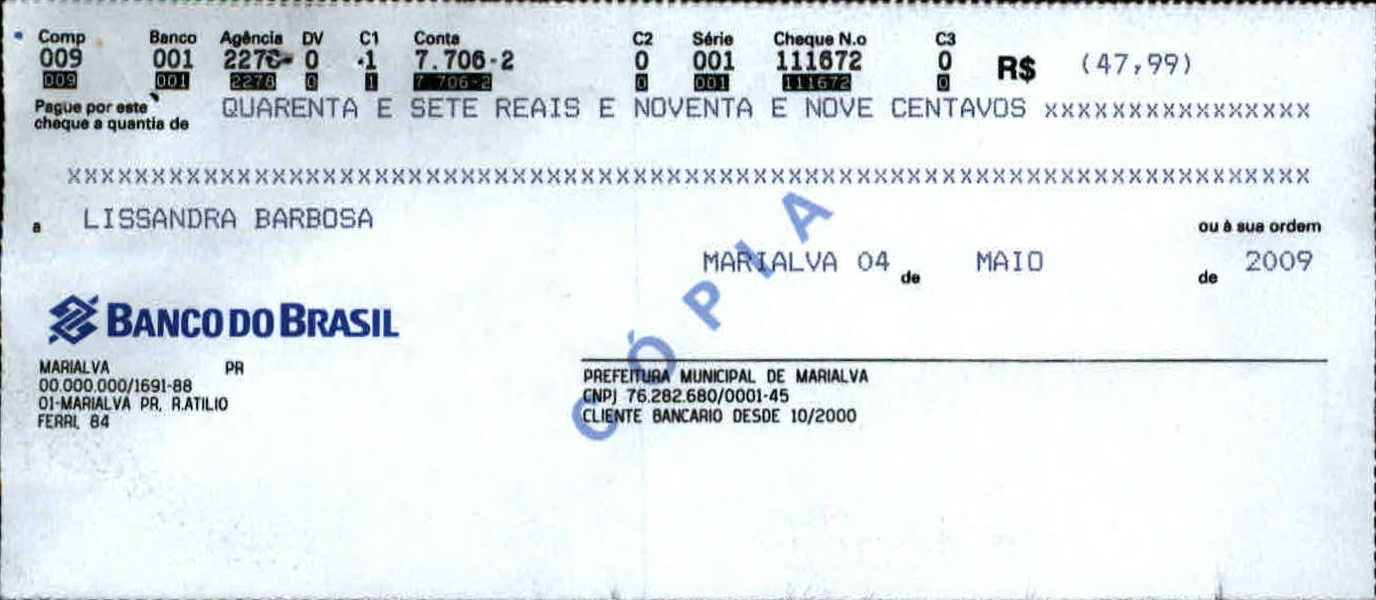 Comp Banco Agência DV C1 Conta C2 Série Cheque N.o C3
009 001 2278- 0 -1 7.706-2 0 001 111672 0 R$ (47,99)
009 001 2278 0 1 7.706-2 0 001 111672 0
Pague por este
cheque a quantia de QUARENTA E SETE REAIS E NOVENTA E NOVE CENTAVOS xxxxxxxxxxxxxxxx
xxxxxxxxxxxxxxxxxxxxxxxxxxxxxxxxxxxxxxxxxxxxxxxxxxxxxxxxxxxxxxxxxxxxxxxxxx
a LISSANDRA BARBOSA ou à sua ordem
MARIALVA 04 de MAIO de 2009
CÓPIA
BANCO DO BRASIL
MARIALVA PR
00.000.000/1691-88
01-MARIALVA PR, R.ATILIO
FERRI, 84
PREFEITURA MUNICIPAL DE MARIALVA
CNPJ 76.282.680/0001-45
CLIENTE BANCARIO DESDE 10/2000